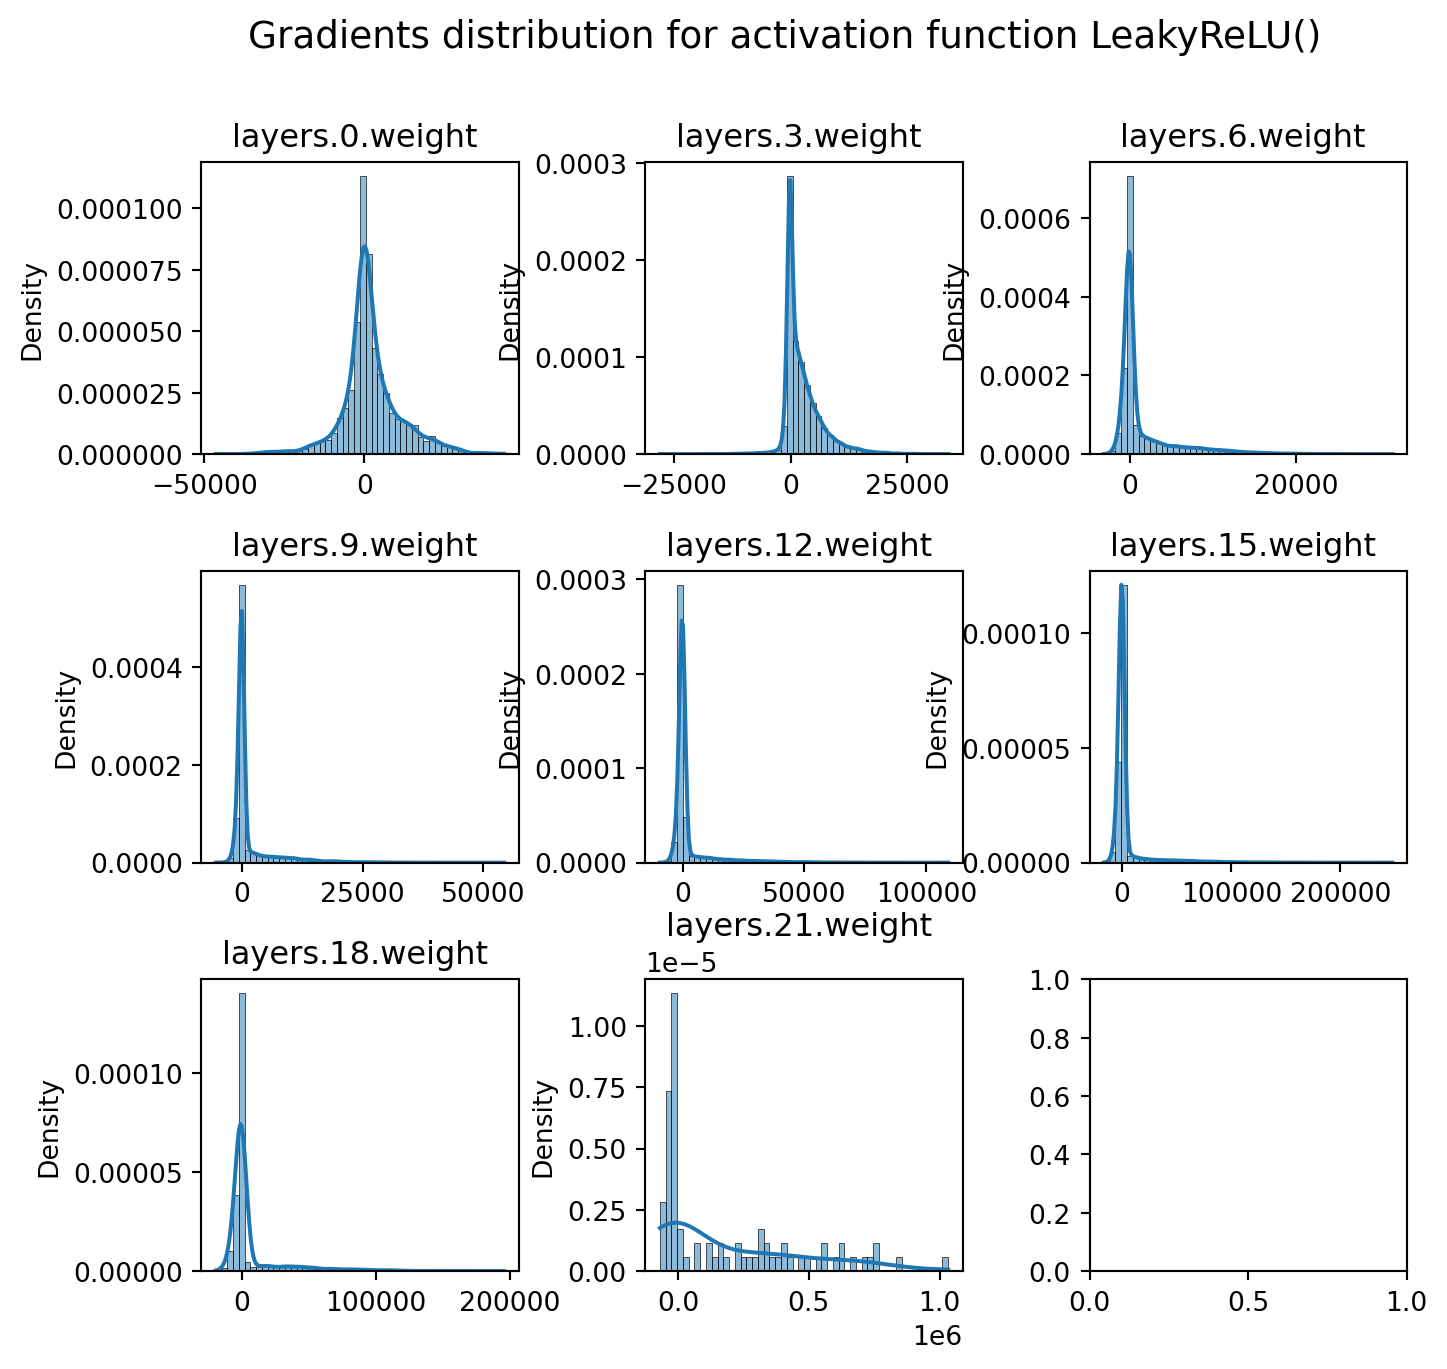 Gradients distribution for activation function LeakyReLU()
layers.0.weight
Density
0.000100
0.000075
0.000050
0.000025
0.000000
−50000 0
layers.3.weight
Density
0.0003
0.0002
0.0001
0.0000
−25000 0 25000
layers.6.weight
Density
0.0006
0.0004
0.0002
0.0000
0 20000
layers.9.weight
Density
0.0004
0.0002
0.0000
0 25000 50000
layers.12.weight
Density
0.0003
0.0002
0.0001
0.0000
0 50000 100000
layers.15.weight
Density
0.00010
0.00005
0.00000
0 100000 200000
layers.18.weight
Density
0.00010
0.00005
0.00000
0 100000 200000
layers.21.weight
1e−5
Density
1.00
0.75
0.50
0.25
0.00
0.0 0.5 1.0
1e6
1.0
0.8
0.6
0.4
0.2
0.0
0.0 0.5 1.0